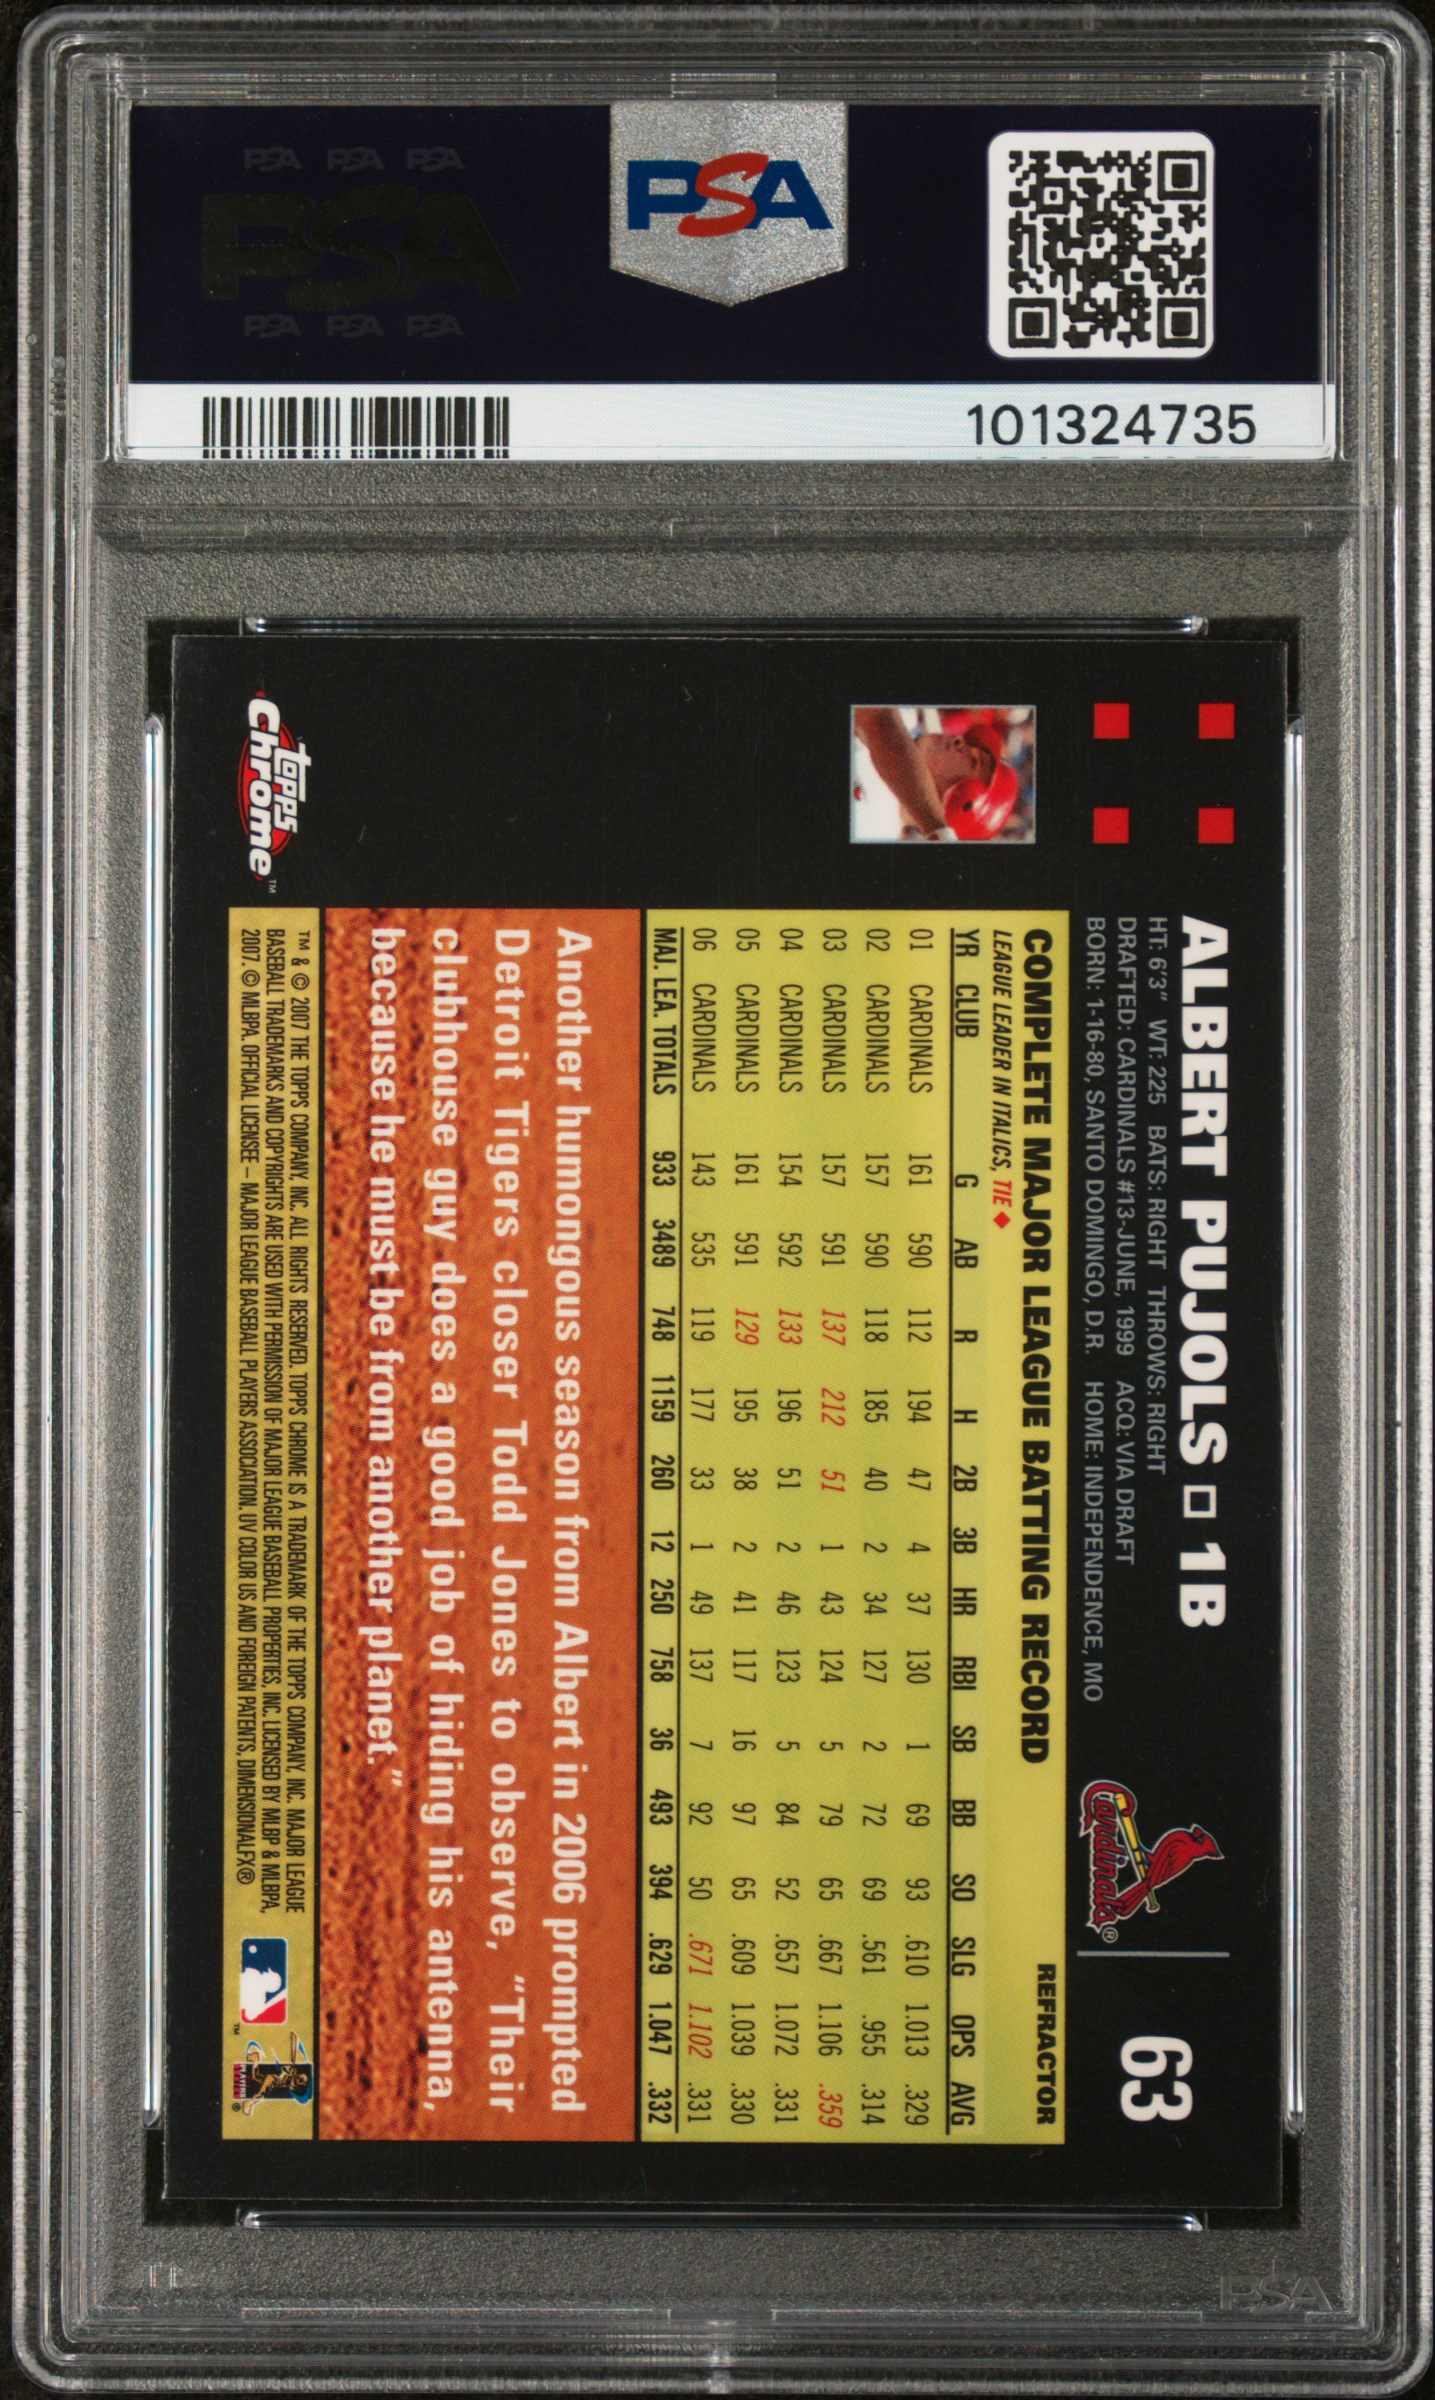 PSA PSA PSA
PSA
PSA PSA PSA
PSA
101324735
ALBERT PUJOLS □ 1B
63
HT: 6'3" WT: 225 BATS: RIGHT THROWS: RIGHT
DRAFTED: CARDINALS #13-JUNE, 1999 ACQ: VIA DRAFT
BORN: 1-16-80, SANTO DOMINGO, D.R. HOME: INDEPENDENCE, MO
Cardinals®
COMPLETE MAJOR LEAGUE BATTING RECORD REFRACTOR
LEAGUE LEADER IN ITALICS, TIE ◆
YR CLUB G AB R H 2B 3B HR RBI SB BB SO SLG OPS AVG
01 CARDINALS 161 590 112 194 47 4 37 130 1 69 93 .610 1.013 .329
02 CARDINALS 157 590 118 185 40 2 34 127 2 72 69 .561 .955 .314
03 CARDINALS 157 591 137 212 51 1 43 124 5 79 65 .667 1.106 .359
04 CARDINALS 154 592 133 196 51 2 46 123 5 84 52 .657 1.072 .331
05 CARDINALS 161 591 129 195 38 2 41 117 16 97 65 .609 1.039 .330
06 CARDINALS 143 535 119 177 33 1 49 137 7 92 50 .671 1.102 .331
MAJ. LEA. TOTALS 933 3489 748 1159 260 12 250 758 36 493 394 .629 1.047 .332
Another humongous season from Albert in 2006 prompted
Detroit Tigers closer Todd Jones to observe, "Their
clubhouse guy does a good job of hiding his antenna,
because he must be from another planet."
Topps Chrome™
™ & © 2007 THE TOPPS COMPANY, INC. ALL RIGHTS RESERVED. TOPPS CHROME IS A TRADEMARK OF THE TOPPS COMPANY, INC. MAJOR LEAGUE
BASEBALL TRADEMARKS AND COPYRIGHTS ARE USED WITH PERMISSION OF MAJOR LEAGUE BASEBALL PROPERTIES, INC. LICENSED BY MLBP & MLBPA,
2007. © MLBPA. OFFICIAL LICENSEE – MAJOR LEAGUE BASEBALL PLAYERS ASSOCIATION. UV COLOR US AND FOREIGN PATENTS, DIMENSIONALFX®
PSA